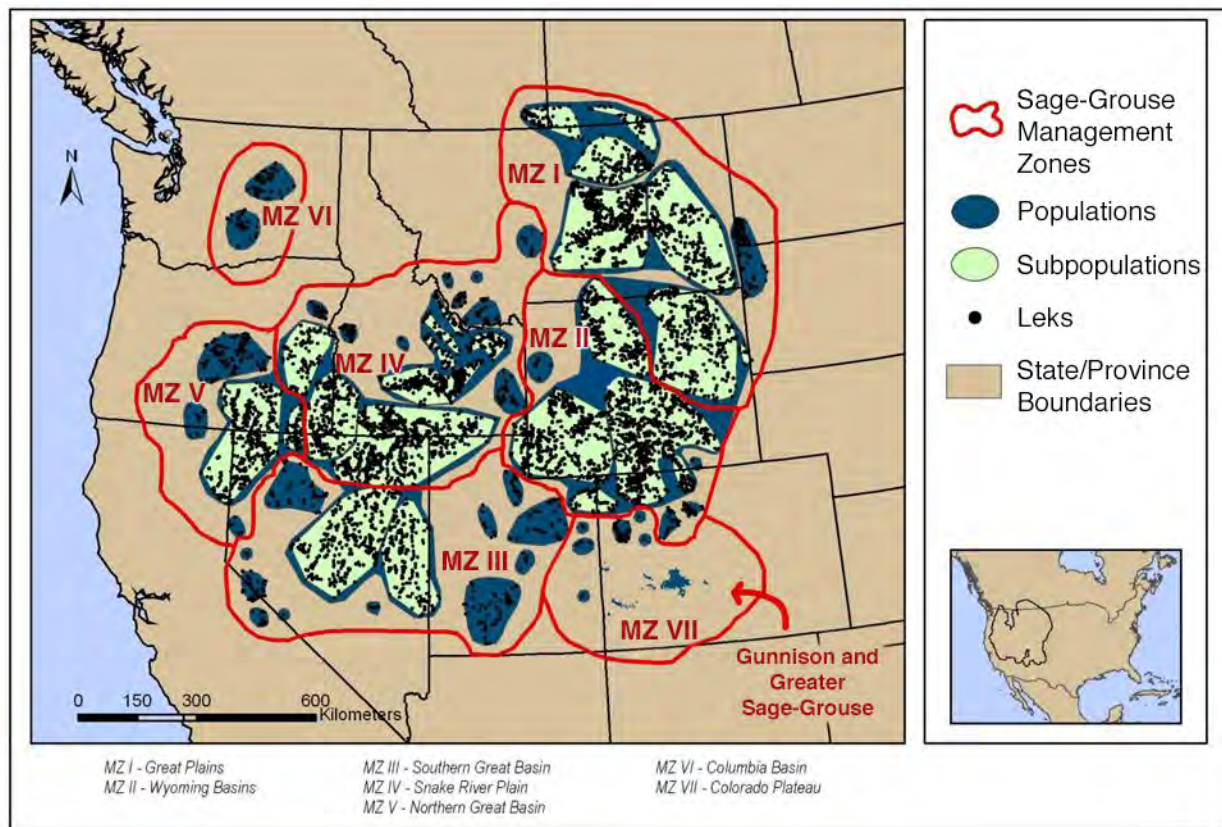 N
MZ I
MZ VI
MZ II
MZ IV
MZ V
MZ III
MZ VII
Gunnison and
Greater
Sage-Grouse
0 150 300 600
Kilometers
Sage-Grouse
Management
Zones
Populations
Subpopulations
Leks
State/Province
Boundaries
MZ I - Great Plains
MZ II - Wyoming Basins
MZ III - Southern Great Basin
MZ IV - Snake River Plain
MZ V - Northern Great Basin
MZ VI - Columbia Basin
MZ VII - Colorado Plateau